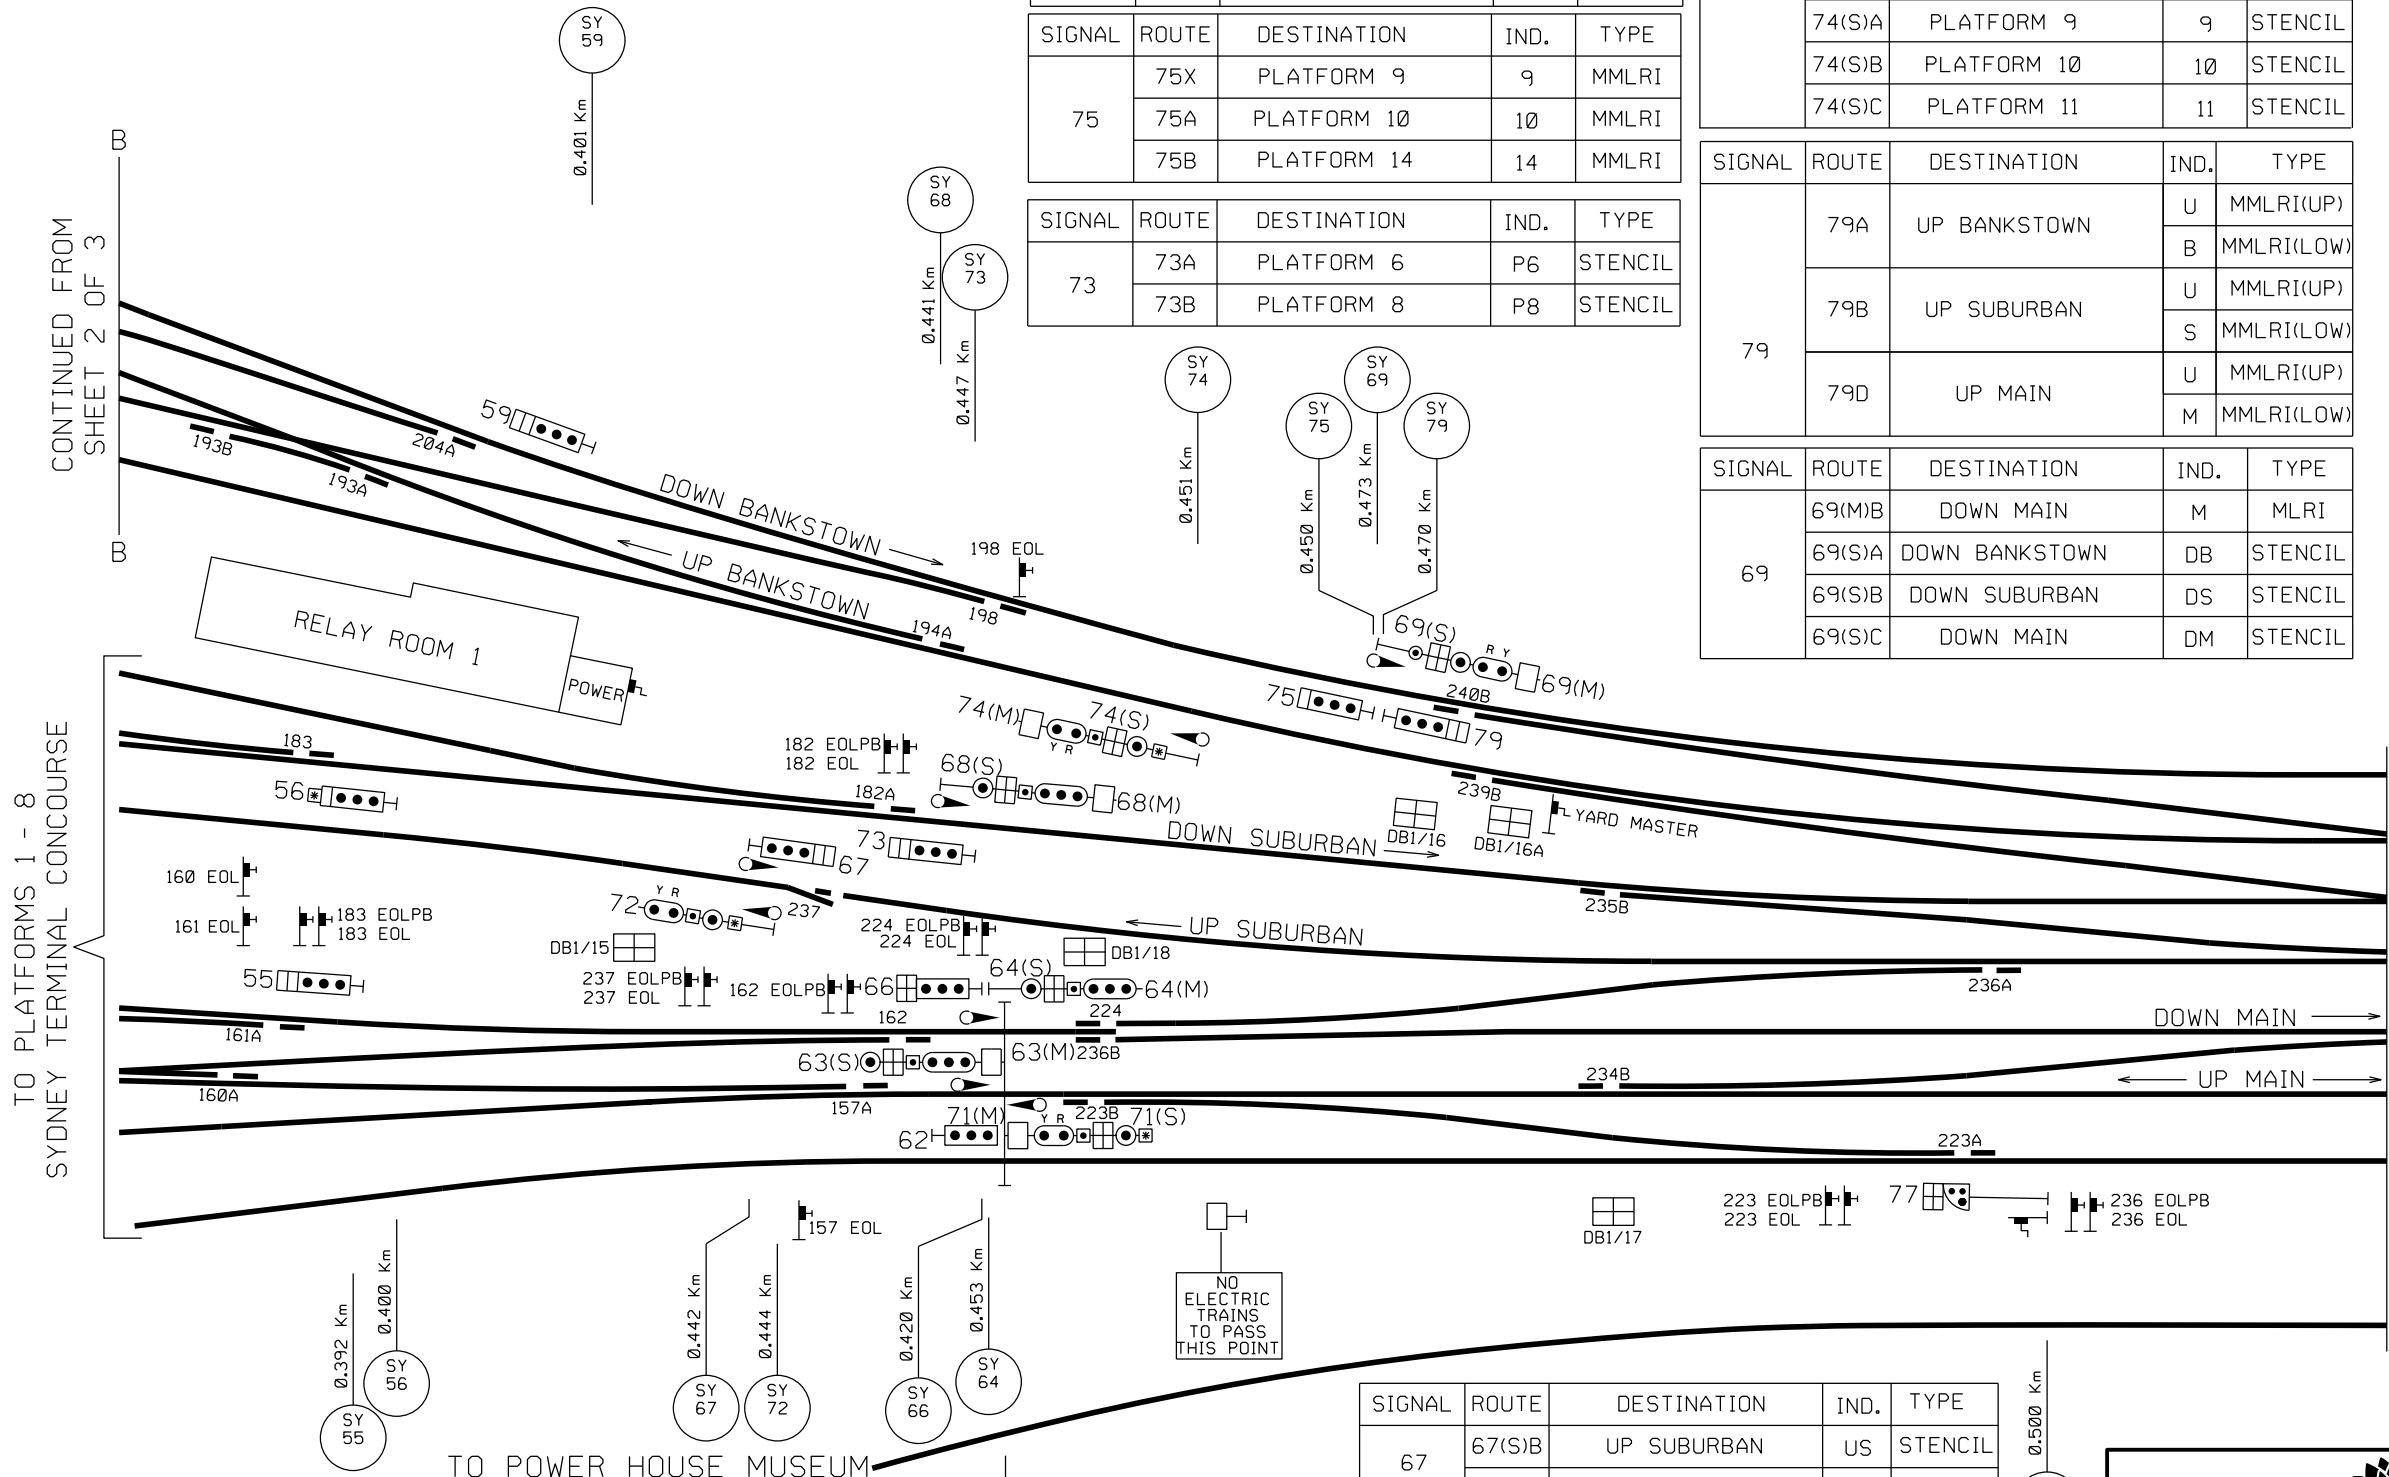 SY
59
0.401 Km
SY
68
0.441 Km
SY
73
0.447 Km
SIGNAL ROUTE DESTINATION IND. TYPE
75
75X PLATFORM 9 9 MMLRI
75A PLATFORM 10 10 MMLRI
75B PLATFORM 14 14 MMLRI
SIGNAL ROUTE DESTINATION IND. TYPE
73
73A PLATFORM 6 P6 STENCIL
73B PLATFORM 8 P8 STENCIL
74(S)A PLATFORM 9 9 STENCIL
74(S)B PLATFORM 10 10 STENCIL
74(S)C PLATFORM 11 11 STENCIL
SIGNAL ROUTE DESTINATION IND. TYPE
79
79A UP BANKSTOWN U MMLRI(UP)
B MMLRI(LOW)
79B UP SUBURBAN U MMLRI(UP)
S MMLRI(LOW)
79D UP MAIN U MMLRI(UP)
M MMLRI(LOW)
SIGNAL ROUTE DESTINATION IND. TYPE
69
69(M)B DOWN MAIN M MLRI
69(S)A DOWN BANKSTOWN DB STENCIL
69(S)B DOWN SUBURBAN DS STENCIL
69(S)C DOWN MAIN DM STENCIL
SY
74
0.451 Km
SY
75
0.450 Km
SY
69
0.473 Km
SY
79
0.470 Km
B
CONTINUED FROM
SHEET 2 OF 3
B
59
193B
204A
193A
DOWN BANKSTOWN
UP BANKSTOWN
198 EOL
198
194A
RELAY ROOM 1
POWER
69(S)
R Y
69(M)
240B
75
79
74(M)
74(S)
Y R
239B
DB1/16
DB1/16A
YARD MASTER
TO PLATFORMS 1 - 8
SYDNEY TERMINAL CONCOURSE
183
56
182 EOLPB
182 EOL
182A
68(S)
68(M)
DOWN SUBURBAN
67
73
160 EOL
161 EOL
183 EOLPB
183 EOL
72
Y R
237
DB1/15
224 EOLPB
224 EOL
UP SUBURBAN
DB1/18
235B
55
237 EOLPB
237 EOL
162 EOLPB
66
64(S)
64(M)
236A
162
224
161A
DOWN MAIN
63(S)
63(M)
236B
160A
157A
234B
UP MAIN
71(M)
Y R
223B
71(S)
62
223A
157 EOL
DB1/17
223 EOLPB
223 EOL
77
236 EOLPB
236 EOL
NO
ELECTRIC
TRAINS
TO PASS
THIS POINT
0.392 Km
SY
55
0.400 Km
SY
56
0.442 Km
SY
67
0.444 Km
SY
72
0.420 Km
SY
66
0.453 Km
SY
64
0.500 Km
TO POWER HOUSE MUSEUM
SIGNAL ROUTE DESTINATION IND. TYPE
67
67(S)B UP SUBURBAN US STENCIL